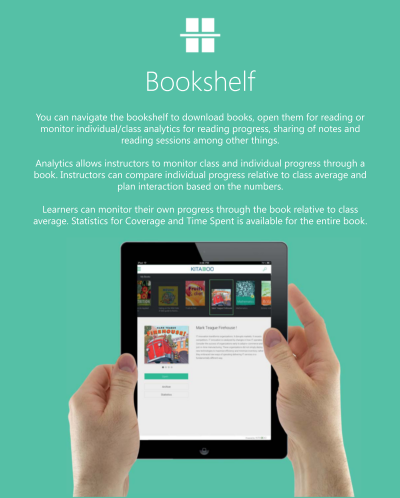 Bookshelf
You can navigate the bookshelf to download books, open them for reading or
monitor individual/class analytics for reading progress, sharing of notes and
reading sessions among other things.
Analytics allows instructors to monitor class and individual progress through a
book. Instructors can compare individual progress relative to class average and
plan interaction based on the numbers.
Learners can monitor their own progress through the book relative to class
average. Statistics for Coverage and Time Spent is available for the entire book.
KITABOO
Mark Teague Firehouse !
MARK TEAGUE
FIREHOUSE!